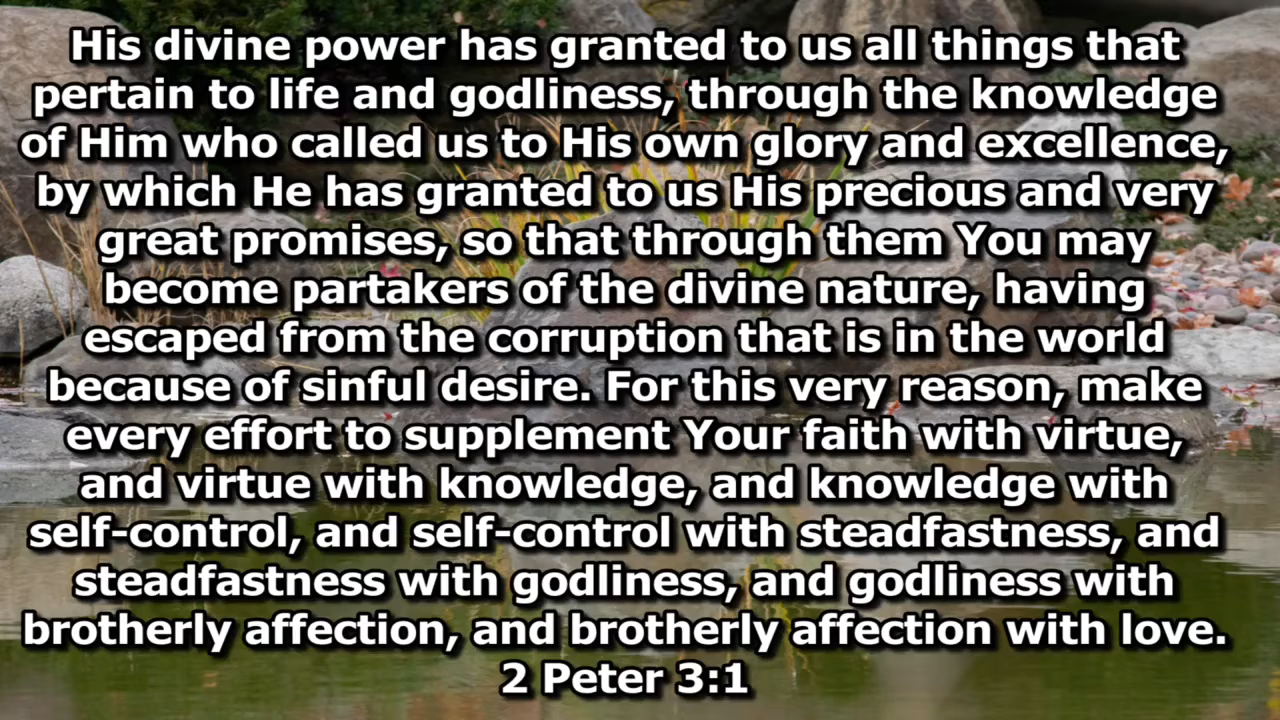 His divine power has granted to us all things that
pertain to life and godliness, through the knowledge
of Him who called us to His own glory and excellence,
by which He has granted to us His precious and very
great promises, so that through them You may
become partakers of the divine nature, having
escaped from the corruption that is in the world
because of sinful desire. For this very reason, make
every effort to supplement Your faith with virtue,
and virtue with knowledge, and knowledge with
self-control, and self-control with steadfastness, and
steadfastness with godliness, and godliness with
brotherly affection, and brotherly affection with love.
2 Peter 3:1